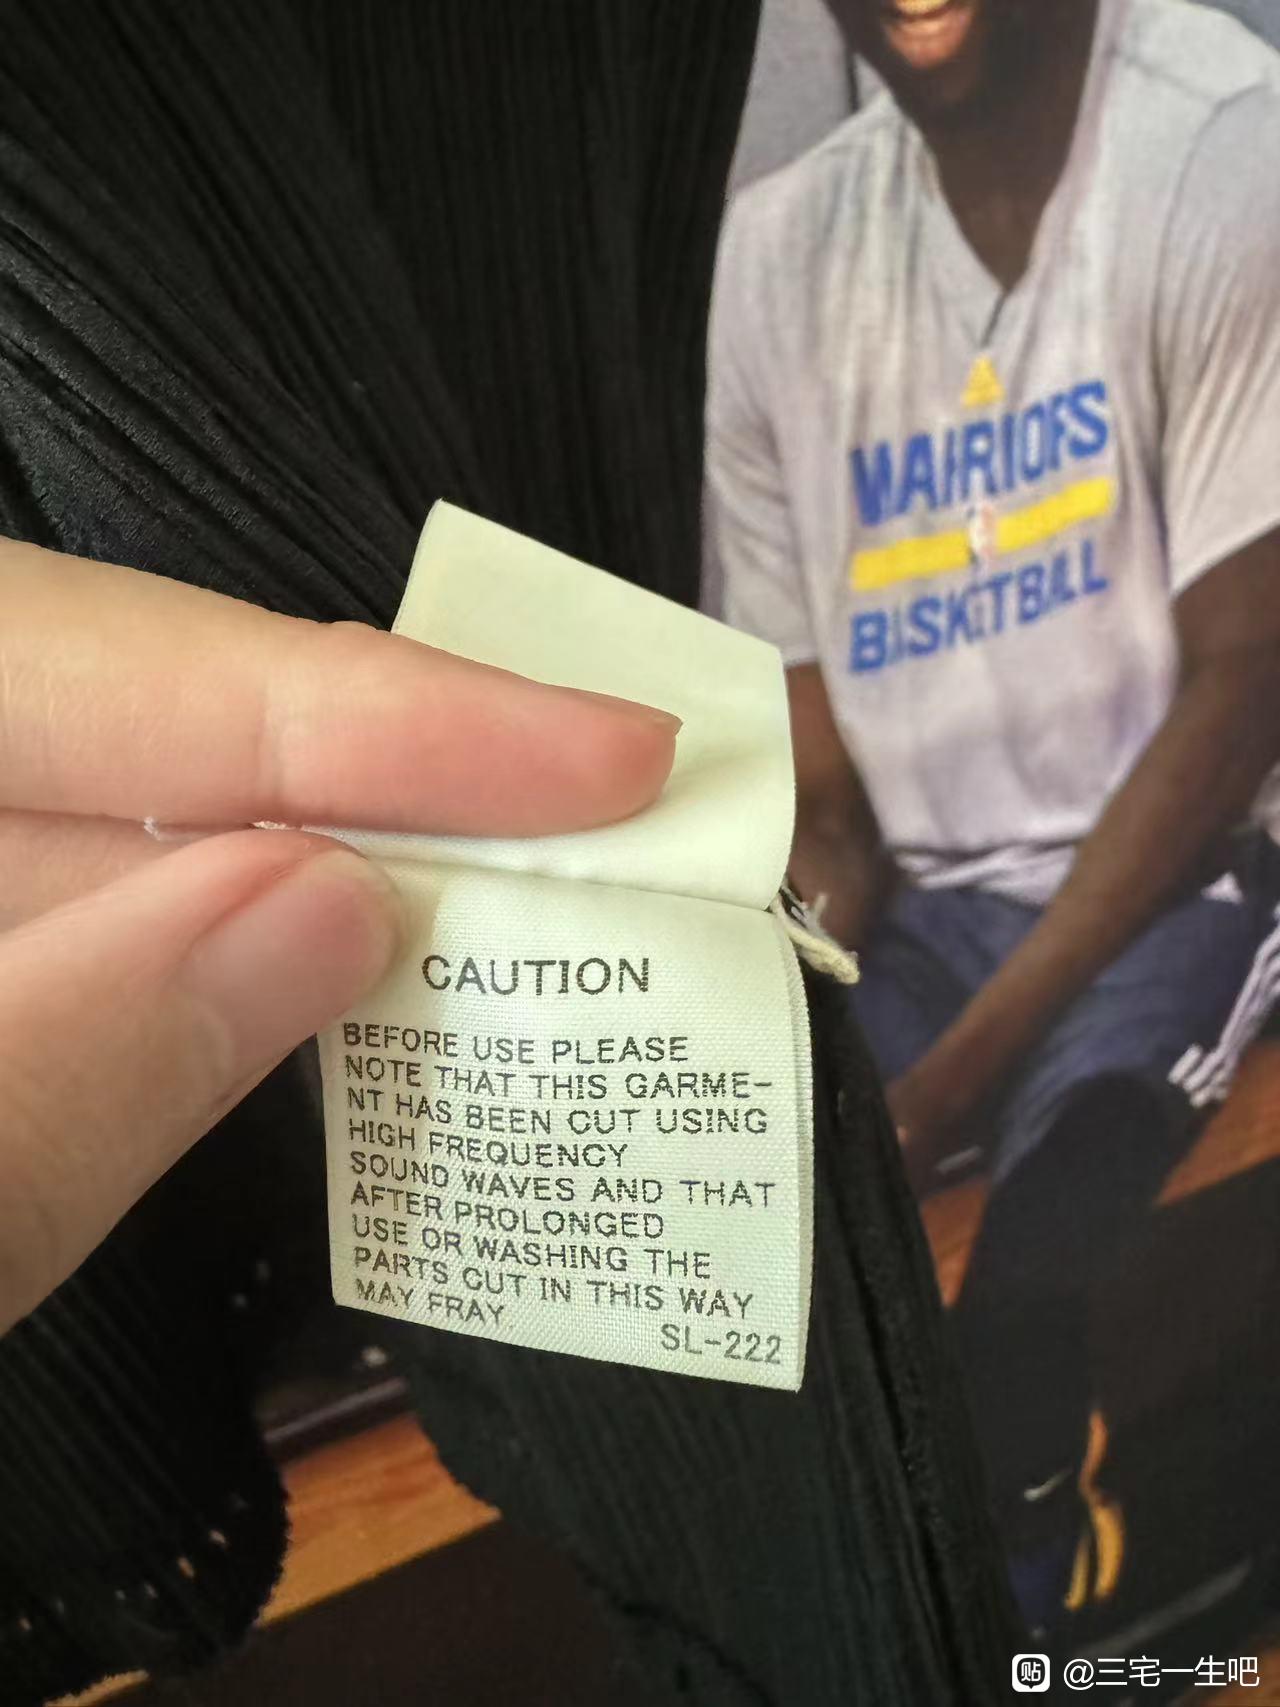 WARRIORS
BASKETBALL
CAUTION
BEFORE USE PLEASE
NOTE THAT THIS GARME-
NT HAS BEEN CUT USING
HIGH FREQUENCY
SOUND WAVES AND THAT
AFTER PROLONGED
USE OR WASHING THE
PARTS CUT IN THIS WAY
MAY FRAY.
SL-222
贴 @三宅一生吧